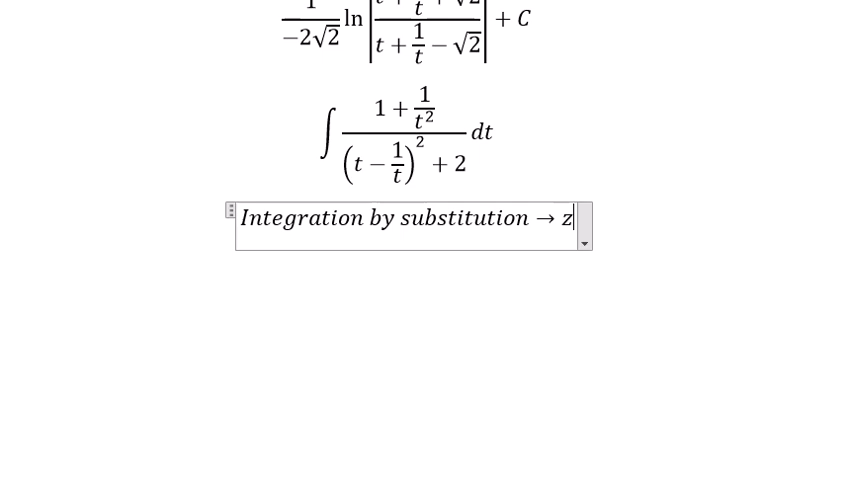 1/(-2√2) ln |(t + 1/t + √2)/(t + 1/t − √2)| + C
∫ (1 + 1/t²)/((t − 1/t)² + 2) dt
Integration by substitution → z